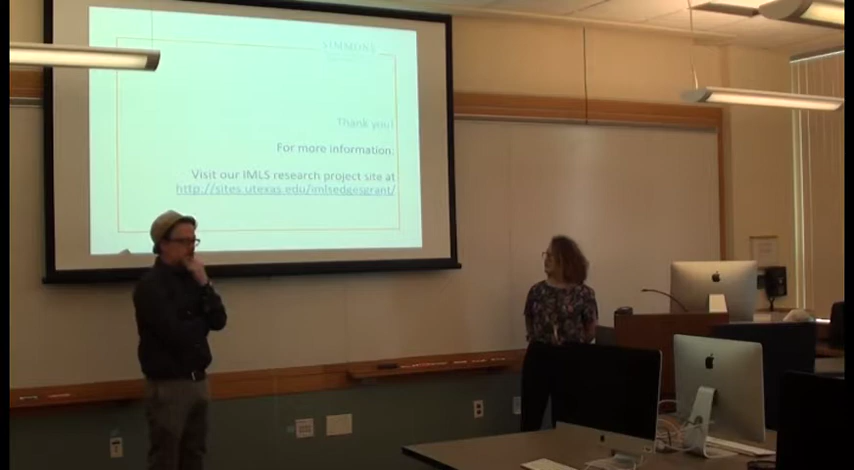 SIMMONS
Thank you!
For more information:
Visit our IMLS research project site at
http://sites.utexas.edu/imlsedgesgrant/